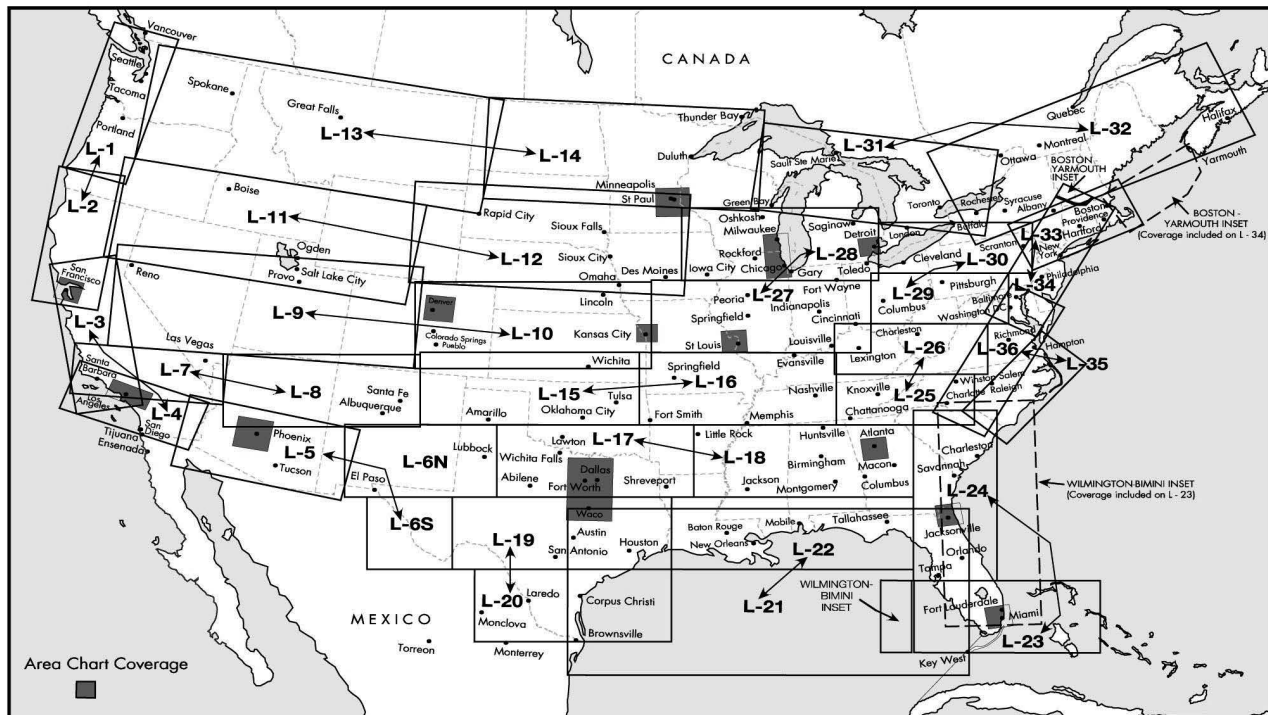 Vancouver
Seattle
Tacoma
Portland
Spokane
Great Falls
CANADA
L-1
L-2
L-13
L-14
Thunder Bay
Duluth
Sault Ste Marie
L-31
L-32
Quebec
Halifax
Montreal
Ottawa
Yarmouth
BOSTON
YARMOUTH
INSET
BOSTON -
YARMOUTH INSET
(Coverage included on L - 34)
Boise
L-11
L-12
Rapid City
Minneapolis
St Paul
Sioux Falls
Sioux City
Omaha
Des Moines
Lincoln
Green Bay
Oshkosh
Milwaukee
Rockford
Chicago
Iowa City
Gary
Saginaw
Detroit
London
Toledo
L-28
Toronto
Rochester
Buffalo
Syracuse
Albany
Boston
Providence
Hartford
Scranton
New
York
L-33
L-34
Philadelphia
Cleveland
L-30
L-29
Pittsburgh
Baltimore
Washington DC
Columbus
Ogden
Salt Lake City
Provo
Reno
San
Francisco
L-3
L-9
L-10
Denver
Colorado Springs
Pueblo
Kansas City
Peoria
L-27
Fort Wayne
Indianapolis
Springfield
Cincinnati
St Louis
Louisville
Evansville
Lexington
Charleston
L-26
L-25
Richmond
Hampton
L-36
L-35
Winston Salem
Raleigh
Charlotte
Las Vegas
Santa
Barbara
L-7
L-8
Los
Angeles
L-4
San
Diego
Tijuana
Ensenada
Santa Fe
Albuquerque
Wichita
L-15
L-16
Springfield
Tulsa
Oklahoma City
Amarillo
Fort Smith
Nashville
Knoxville
Memphis
Chattanooga
Phoenix
L-5
Tucson
El Paso
L-6N
Lubbock
Lawton
Wichita Falls
L-17
L-18
Little Rock
Huntsville
Atlanta
Birmingham
Macon
Columbus
Montgomery
Jackson
Abilene
Dallas
Fort Worth
Shreveport
Waco
Charleston
Savannah
L-24
WILMINGTON-BIMINI INSET
(Coverage included on L - 23)
L-6S
L-19
Austin
San Antonio
Houston
Baton Rouge
New Orleans
Mobile
Tallahassee
L-22
Jacksonville
Orlando
Tampa
L-20
Laredo
Monclova
Corpus Christi
L-21
WILMINGTON-
BIMINI
INSET
Fort Lauderdale
Miami
L-23
Key West
MEXICO
Torreon
Monterrey
Brownsville
Area Chart Coverage